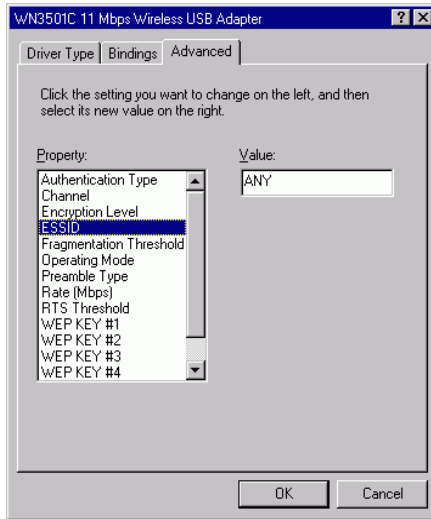 WN3501C 11 Mbps Wireless USB Adapter
Driver Type Bindings Advanced
Click the setting you want to change on the left, and then
select its new value on the right.
Property: Value:
Authentication Type ANY
Channel
Encryption Level
ESSID
Fragmentation Threshold
Operating Mode
Preamble Type
Rate (Mbps)
RTS Threshold
WEP KEY #1
WEP KEY #2
WEP KEY #3
WEP KEY #4
OK Cancel